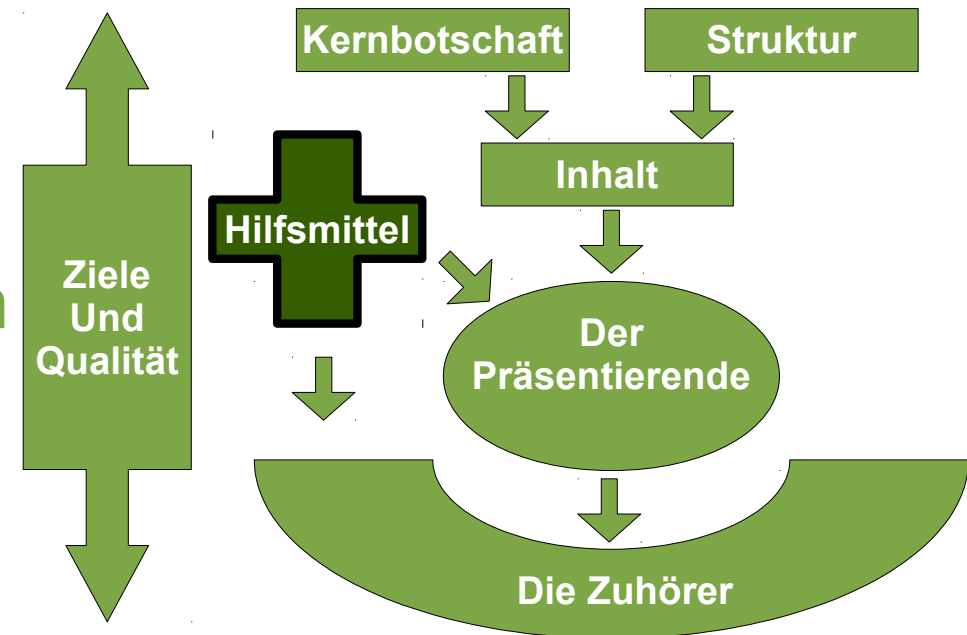 Kernbotschaft
Struktur
Inhalt
Hilfsmittel
Ziele
Und
Qualität
Der
Präsentierende
Die Zuhörer